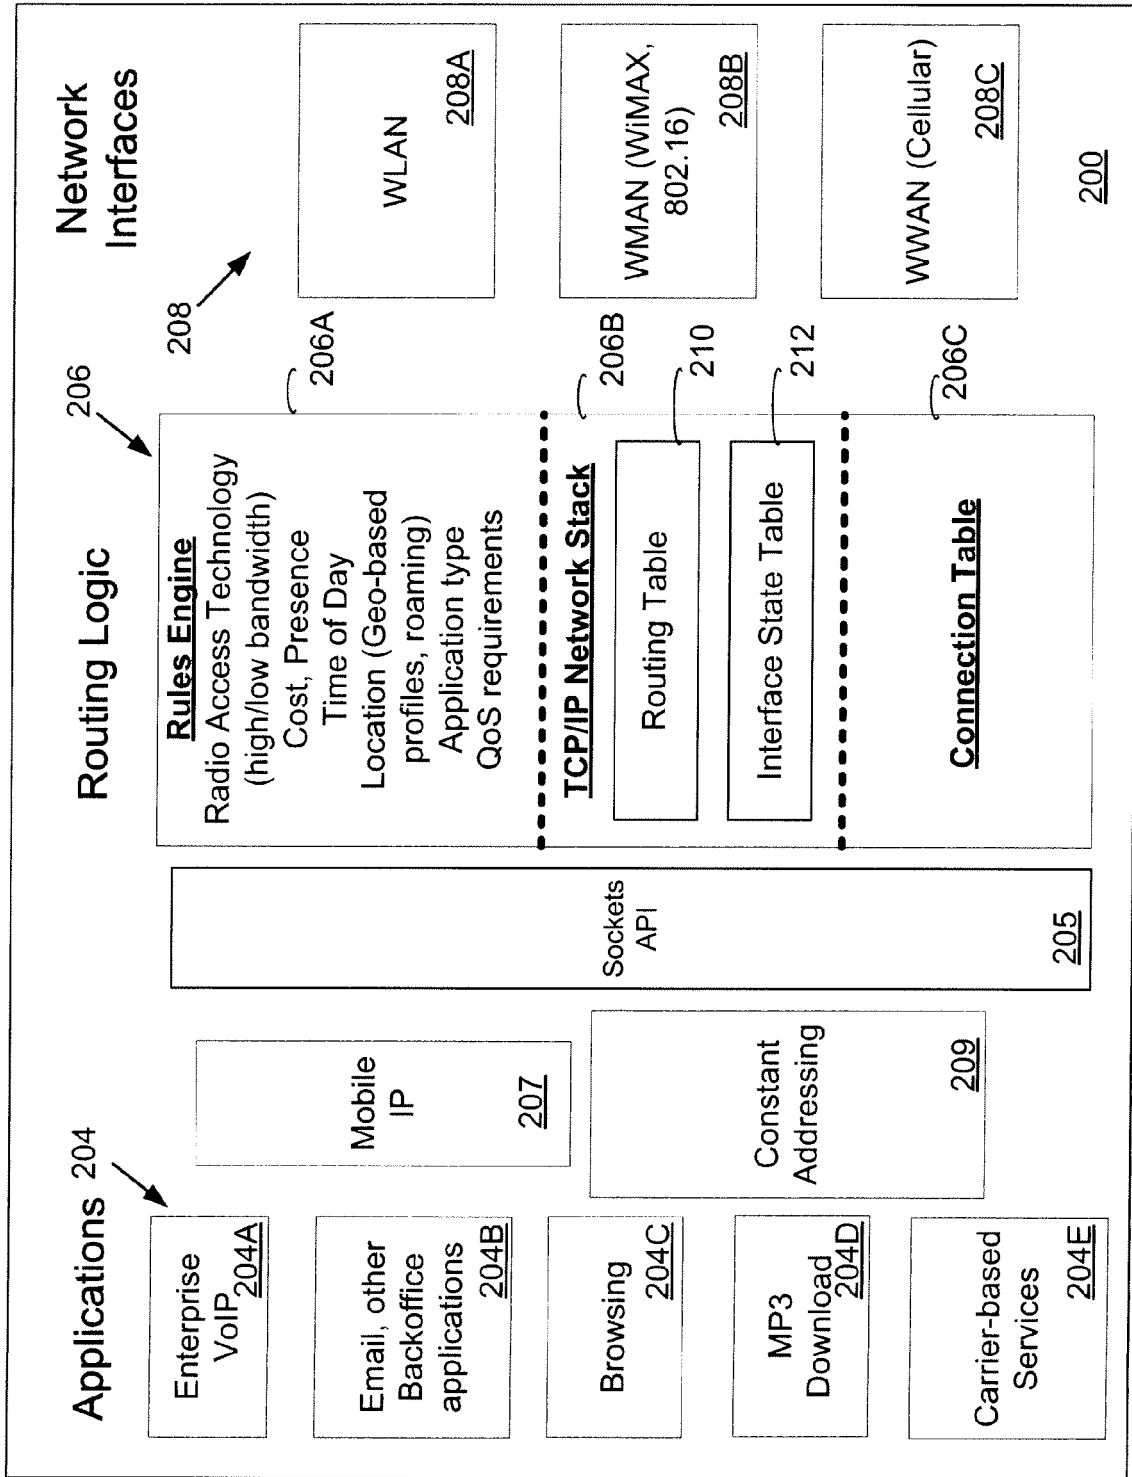 Applications
204
Enterprise
VoIP
204A
Email, other
Backoffice
applications
204B
Browsing
204C
MP3
Download
204D
Carrier-based
Services
204E
Mobile
IP
207
Constant
Addressing
209
Sockets
API
205
Routing Logic
206
Rules Engine
Radio Access Technology
(high/low bandwidth)
Cost, Presence
Time of Day
Location (Geo-based
profiles, roaming)
Application type
QoS requirements
206A
TCP/IP Network Stack
206B
Routing Table
210
Interface State Table
212
Connection Table
206C
Network
Interfaces
208
WLAN
208A
WMAN (WiMAX,
802.16)
208B
WWAN (Cellular)
208C
200